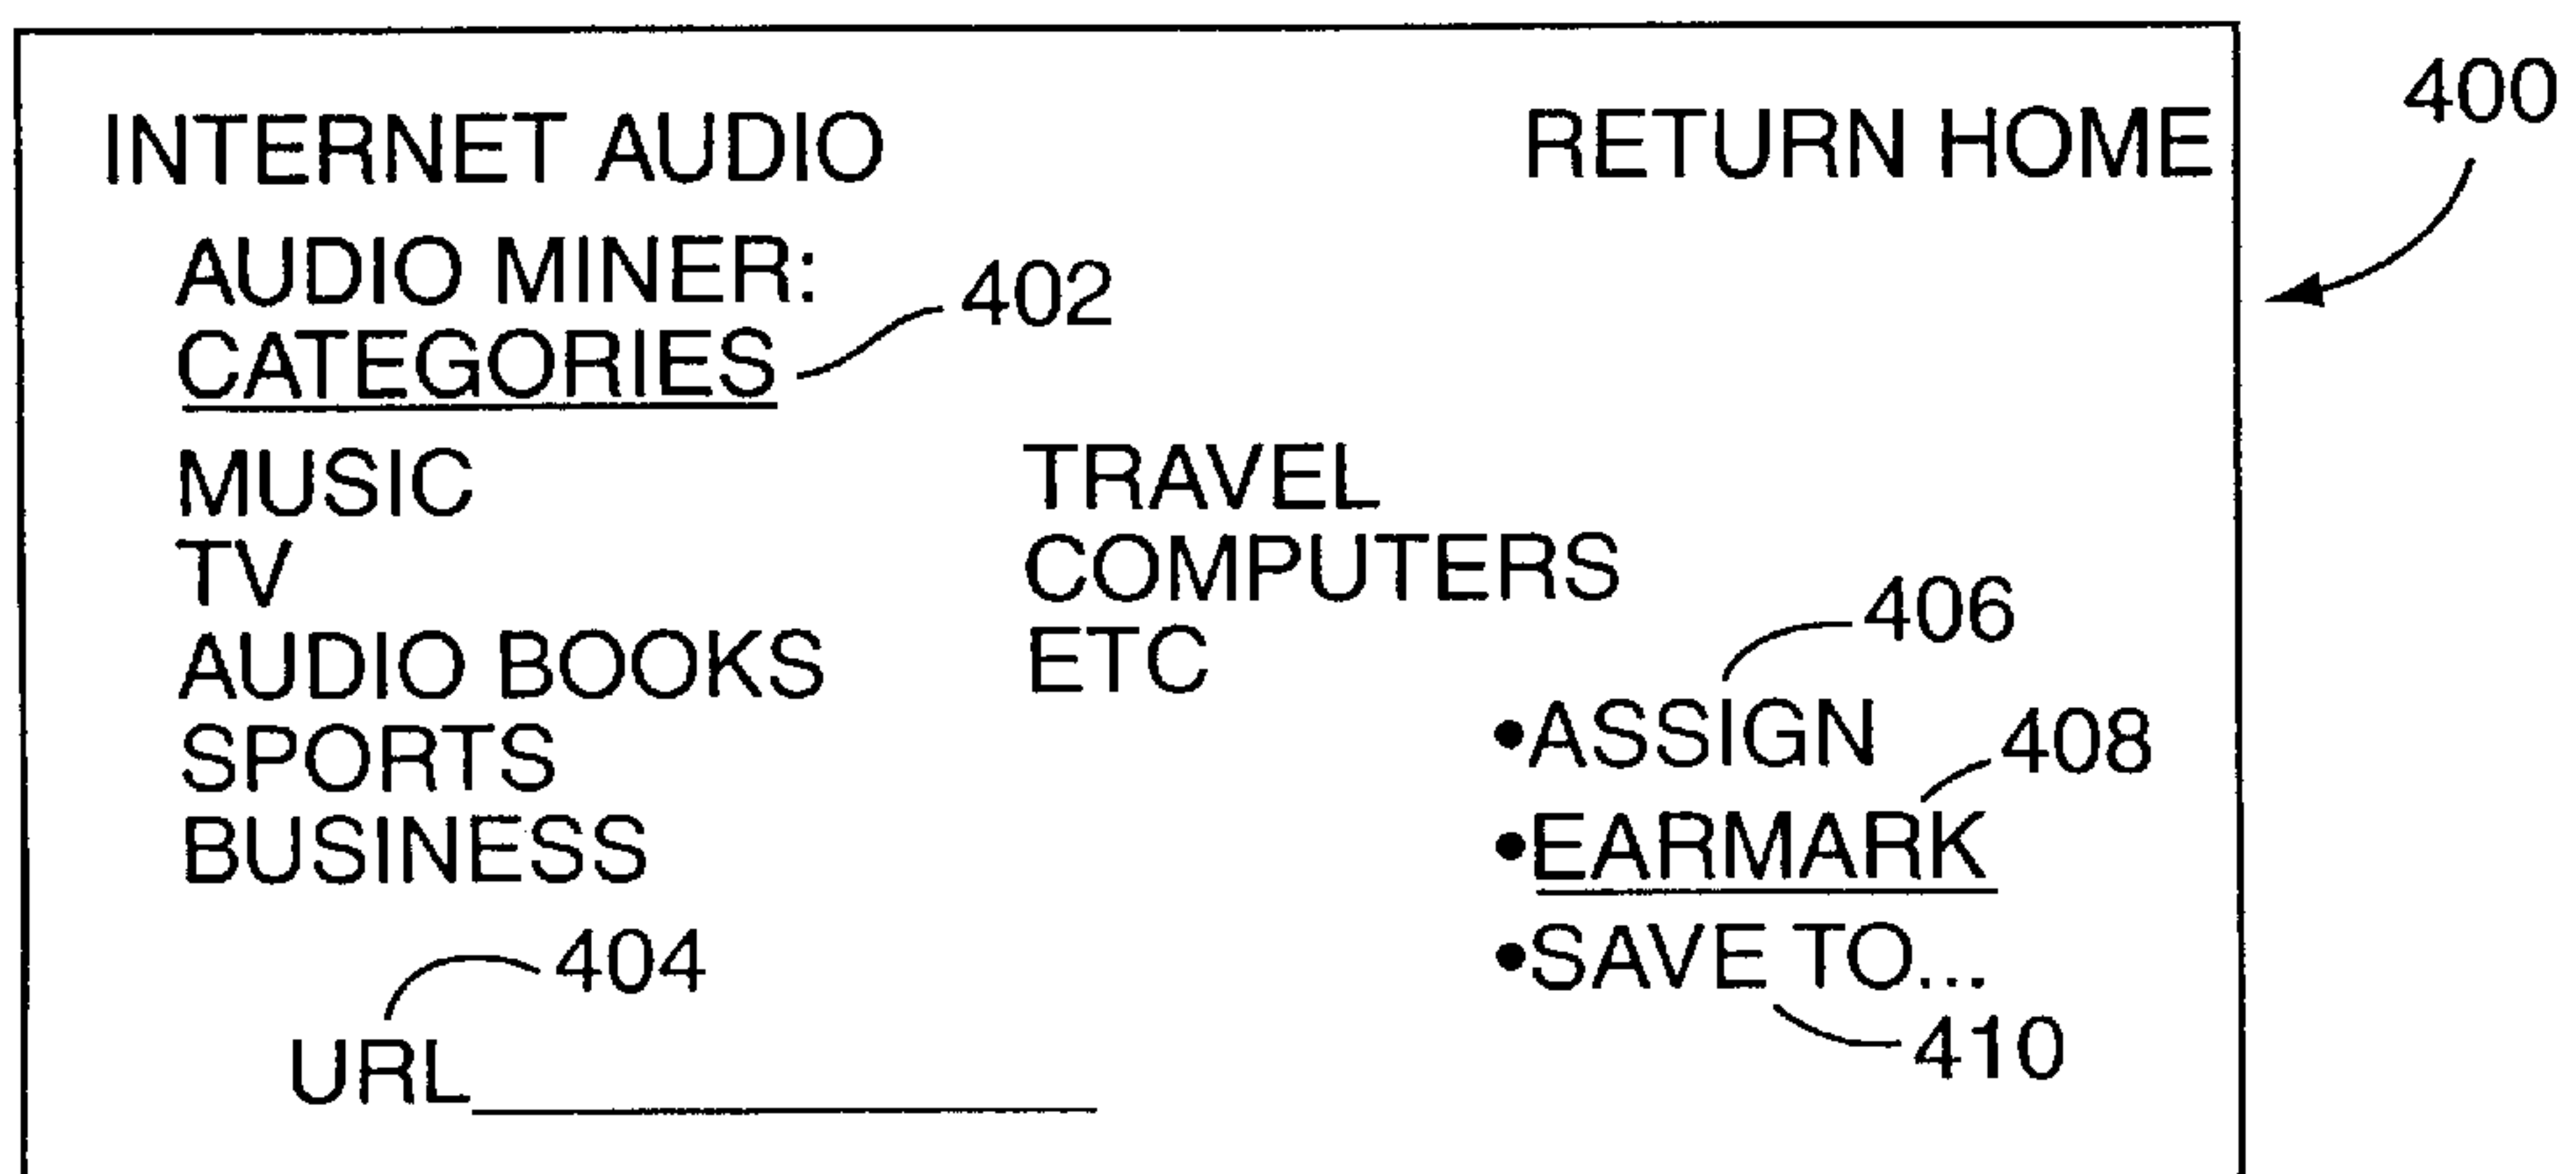 INTERNET AUDIO RETURN HOME
400
AUDIO MINER:
402
CATEGORIES
MUSIC TRAVEL
TV COMPUTERS
406
AUDIO BOOKS ETC
SPORTS •ASSIGN
408
BUSINESS •EARMARK
404 •SAVE TO...
410
URL